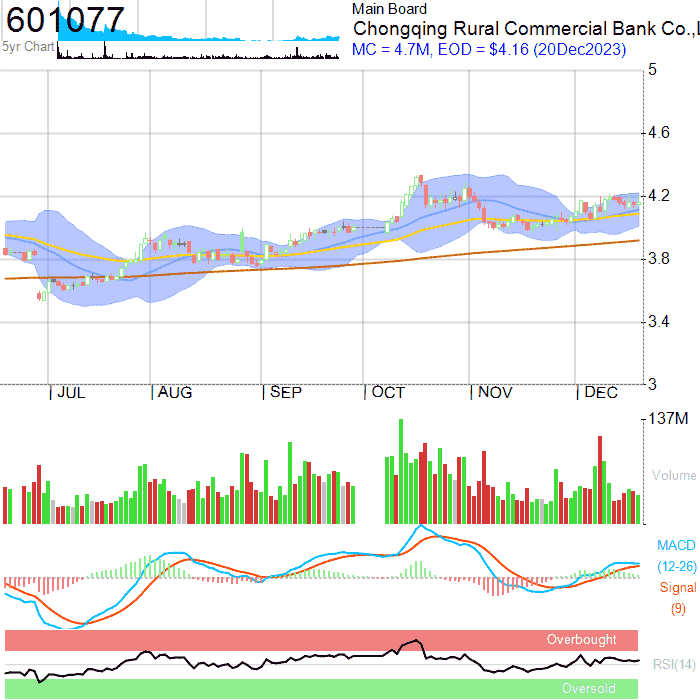 601077
Main Board
Chongqing Rural Commercial Bank Co.,L
5yr Chart
MC = 4.7M, EOD = $4.16 (20Dec2023)
5
4.6
4.2
3.8
3.4
3
JUL AUG SEP OCT NOV DEC
137M
Volume
MACD
(12-26)
Signal
(9)
Overbought
RSI(14)
Oversold